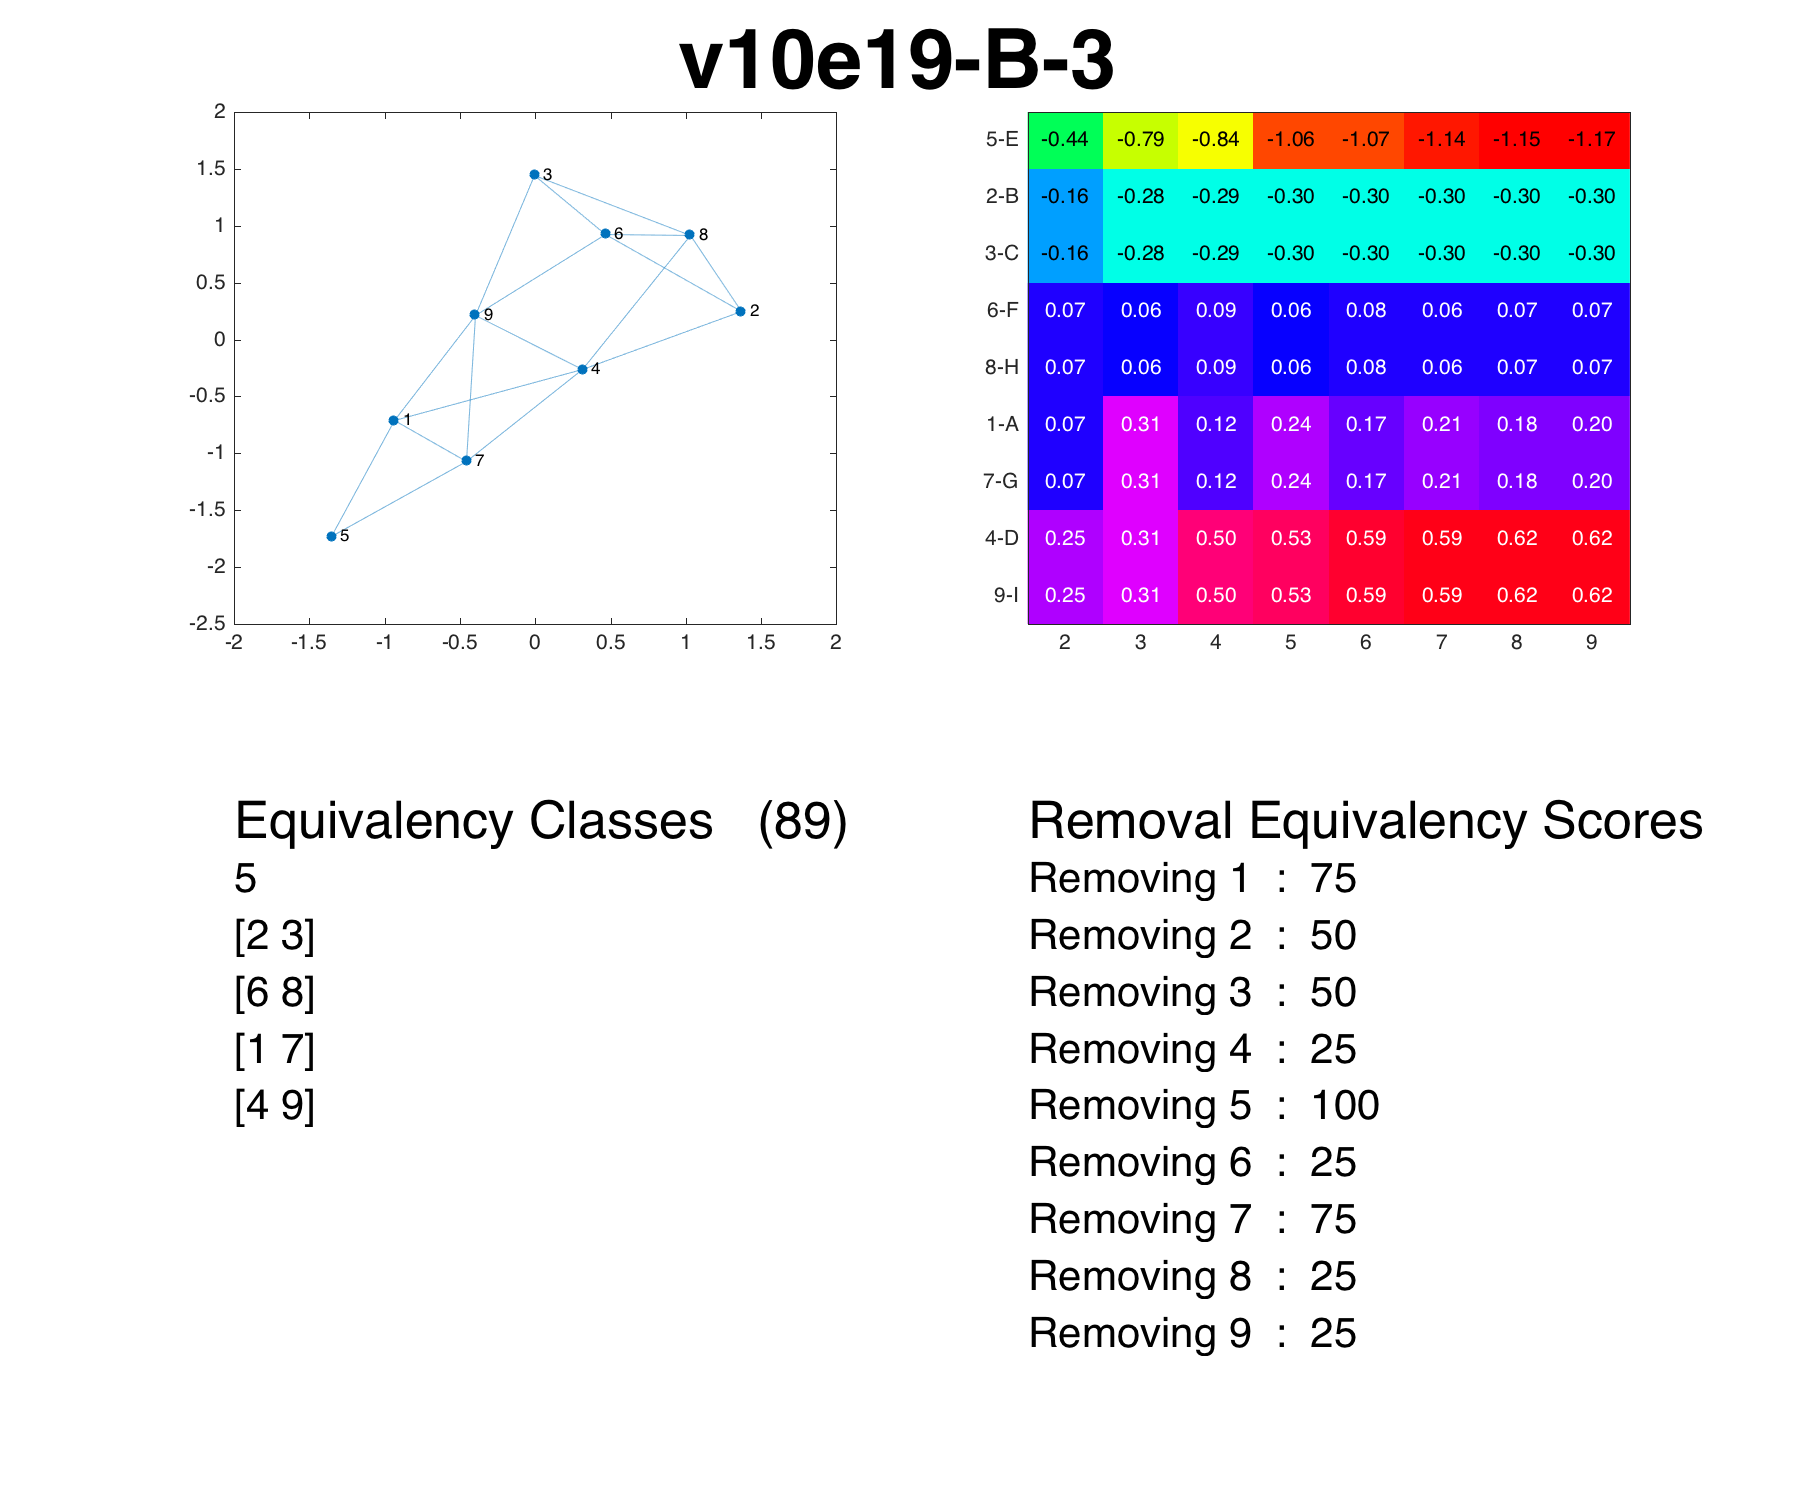 v10e19-B-3
2
1.5
1
0.5
0
-0.5
-1
-1.5
-2
-2.5
-2 -1.5 -1 -0.5 0 0.5 1 1.5 2
3
6
8
2
9
4
1
7
5
5-E -0.44 -0.79 -0.84 -1.06 -1.07 -1.14 -1.15 -1.17
2-B -0.16 -0.28 -0.29 -0.30 -0.30 -0.30 -0.30 -0.30
3-C -0.16 -0.28 -0.29 -0.30 -0.30 -0.30 -0.30 -0.30
6-F 0.07 0.06 0.09 0.06 0.08 0.06 0.07 0.07
8-H 0.07 0.06 0.09 0.06 0.08 0.06 0.07 0.07
1-A 0.07 0.31 0.12 0.24 0.17 0.21 0.18 0.20
7-G 0.07 0.31 0.12 0.24 0.17 0.21 0.18 0.20
4-D 0.25 0.31 0.50 0.53 0.59 0.59 0.62 0.62
9-I 0.25 0.31 0.50 0.53 0.59 0.59 0.62 0.62
2 3 4 5 6 7 8 9
Equivalency Classes (89)
5
[2 3]
[6 8]
[1 7]
[4 9]
Removal Equivalency Scores
Removing 1 : 75
Removing 2 : 50
Removing 3 : 50
Removing 4 : 25
Removing 5 : 100
Removing 6 : 25
Removing 7 : 75
Removing 8 : 25
Removing 9 : 25